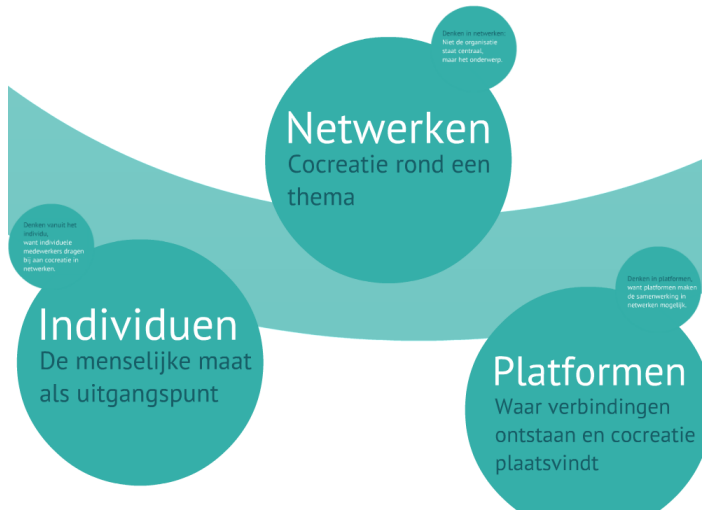 Denken in netwerken:
Niet de organisatie
staat centraal,
maar het onderwerp.
Netwerken
Cocreatie rond een
thema
Denken vanuit het
individu,
want individuele
medewerkers dragen
bij aan cocreatie in
netwerken.
Individuen
De menselijke maat
als uitgangspunt
Denken in platformen,
want platformen maken
de samenwerking in
netwerken mogelijk.
Platformen
Waar verbindingen
ontstaan en cocreatie
plaatsvindt